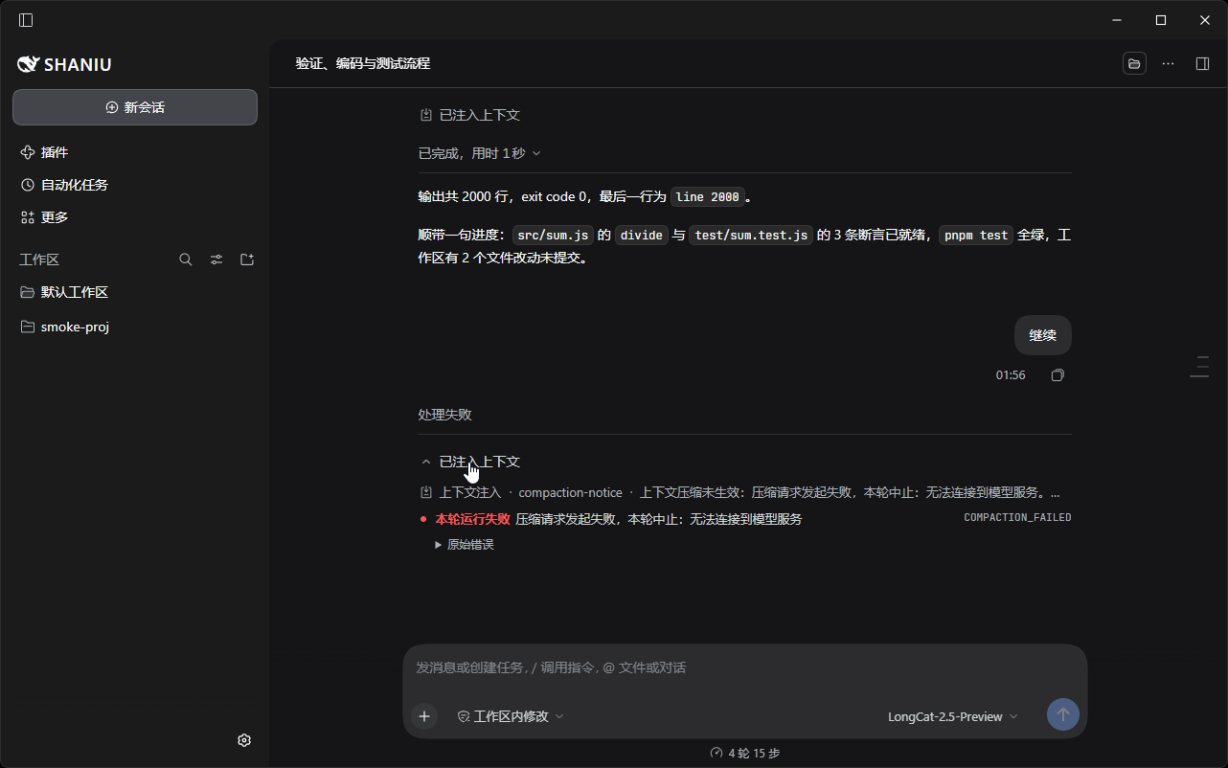 SHANIU
新会话
插件
自动化任务
更多
工作区
默认工作区
smoke-proj
验证、编码与测试流程
已注入上下文
已完成，用时 1 秒
输出共 2000 行，exit code 0，最后一行为 line 2000 。
顺带一句进度： src/sum.js 的 divide 与 test/sum.test.js 的 3 条断言已就绪， pnpm test 全绿，工
作区有 2 个文件改动未提交。
继续
01:56
处理失败
已注入上下文
上下文注入 · compaction-notice · 上下文压缩未生效：压缩请求发起失败，本轮中止：无法连接到模型服务。...
本轮运行失败 压缩请求发起失败，本轮中止：无法连接到模型服务 COMPACTION_FAILED
原始错误
发消息或创建任务, / 调用指令, @ 文件或对话
工作区内修改 LongCat-2.5-Preview
4 轮 15 步